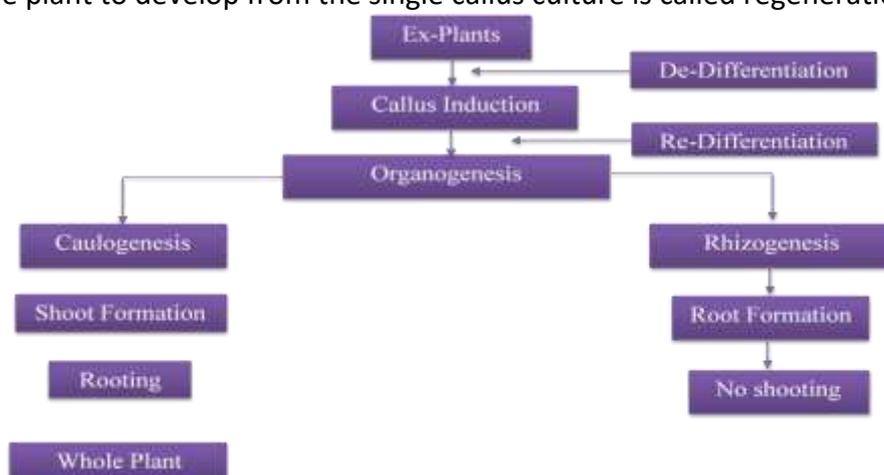 e plant to develop from the single callus culture is called regeneratio
Ex-Plants
De-Differentiation
Callus Induction
Re-Differentiation
Organogenesis
Caulogenesis
Rhizogenesis
Shoot Formation
Root Formation
Rooting
No shooting
Whole Plant